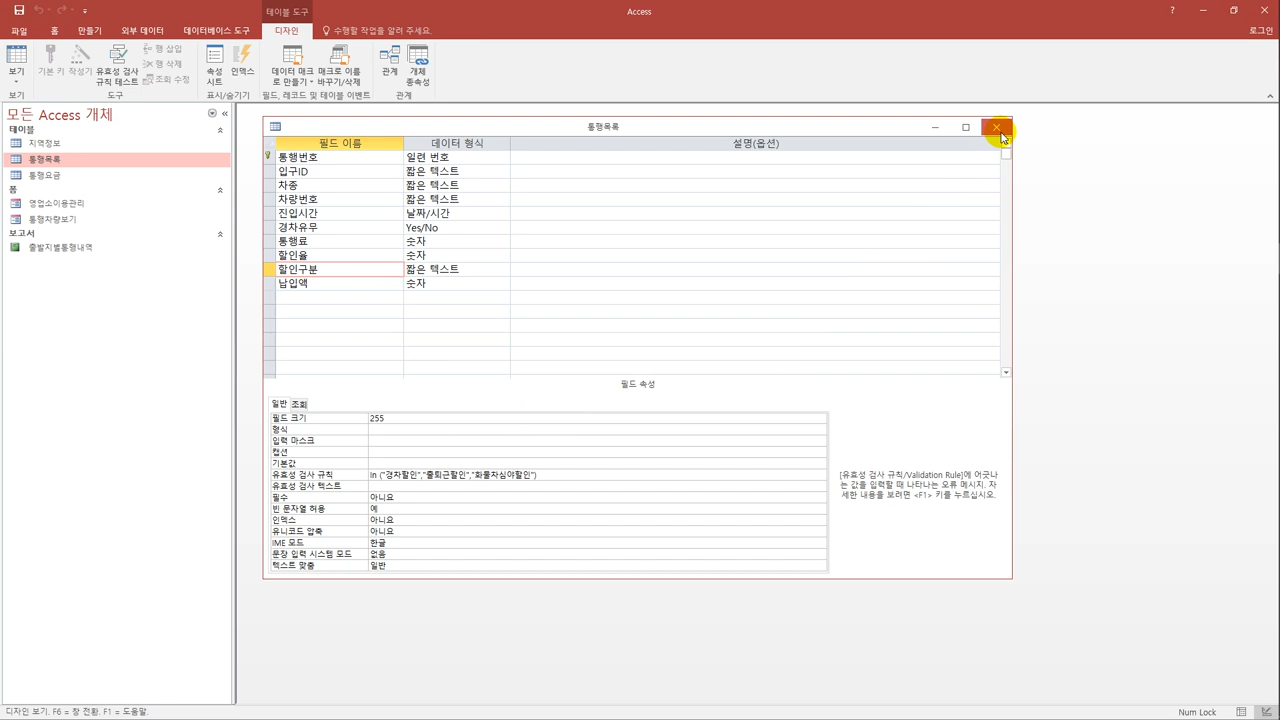 테이블 도구
Access
?
파일 홈 만들기 외부 데이터 데이터베이스 도구 디자인 수행할 작업을 알려 주세요.
로그인
보기
기본 키
작성기
유효성 검사
규칙 테스트
행 삽입
행 삭제
조회 수정
속성
시트
인덱스
데이터 매크
로 만들기
매크로 이름
바꾸기/삭제
관계
개체
종속성
보기 도구 표시/숨기기 필드, 레코드 및 테이블 이벤트 관계
모든 Access 개체
테이블
지역정보
통행목록
통행요금
폼
영업소이용관리
통행차량보기
보고서
출발지별통행내역
통행목록
필드 이름 데이터 형식 설명(옵션)
통행번호 일련 번호
입구ID 짧은 텍스트
차종 짧은 텍스트
차량번호 짧은 텍스트
진입시간 날짜/시간
경차유무 Yes/No
통행료 숫자
할인율 숫자
할인구분 짧은 텍스트
납입액 숫자
필드 속성
일반 조회
필드 크기 255
형식
입력 마스크
캡션
기본값
유효성 검사 규칙 In ("경차할인","출퇴근할인","화물차심야할인")
유효성 검사 텍스트
필수 아니요
빈 문자열 허용 예
인덱스 아니요
유니코드 압축 아니요
IME 모드 한글
문장 입력 시스템 모드 없음
텍스트 맞춤 일반
[유효성 검사 규칙/Validation Rule]에 어긋나
는 값을 입력할 때 나타나는 오류 메시지. 자
세한 내용을 보려면 <F1> 키를 누르십시오.
디자인 보기. F6 = 창 전환. F1 = 도움말.
Num Lock